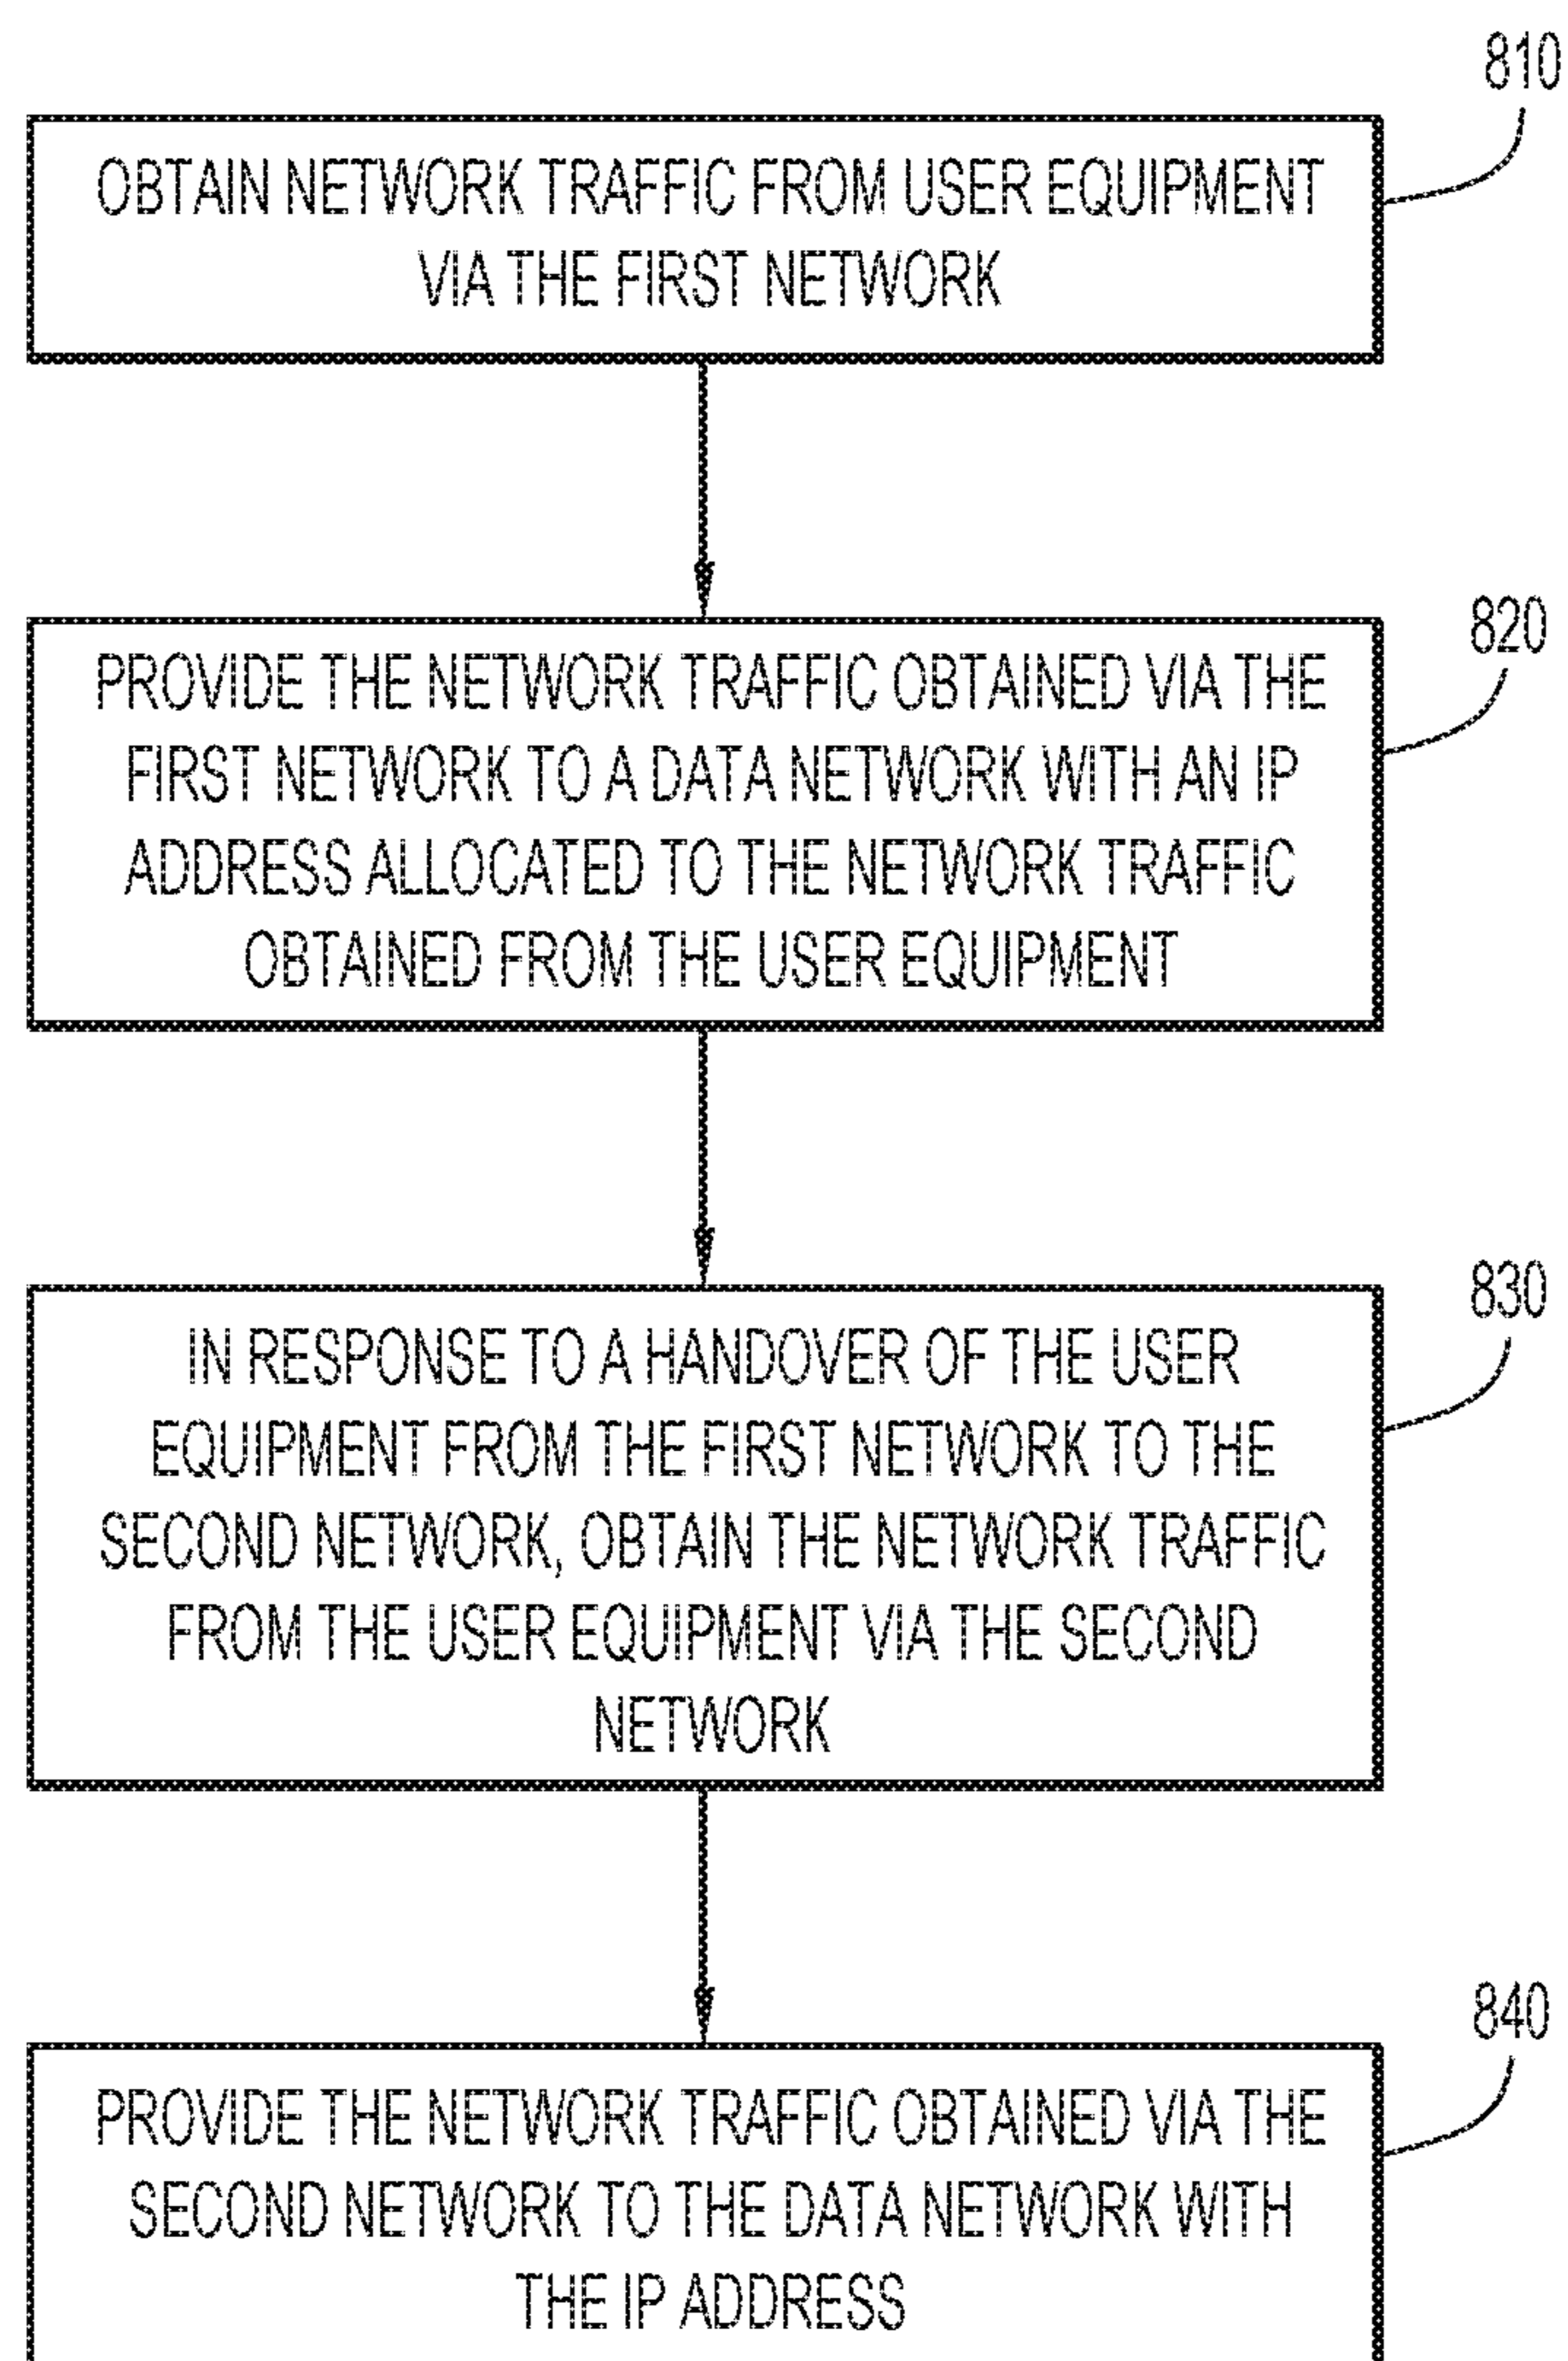 810
OBTAIN NETWORK TRAFFIC FROM USER EQUIPMENT
VIA THE FIRST NETWORK
820
PROVIDE THE NETWORK TRAFFIC OBTAINED VIA THE
FIRST NETWORK TO A DATA NETWORK WITH AN IP
ADDRESS ALLOCATED TO THE NETWORK TRAFFIC
OBTAINED FROM THE USER EQUIPMENT
830
IN RESPONSE TO A HANDOVER OF THE USER
EQUIPMENT FROM THE FIRST NETWORK TO THE
SECOND NETWORK, OBTAIN THE NETWORK TRAFFIC
FROM THE USER EQUIPMENT VIA THE SECOND
NETWORK
840
PROVIDE THE NETWORK TRAFFIC OBTAINED VIA THE
SECOND NETWORK TO THE DATA NETWORK WITH
THE IP ADDRESS